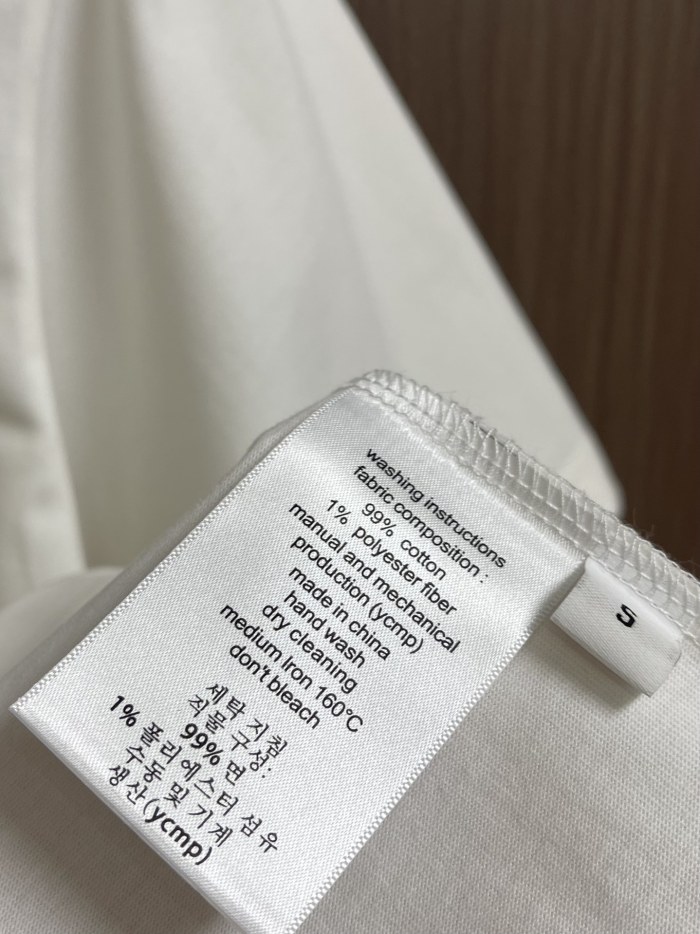 washing instructions
fabric composition :
99% cotton
1% polyester fiber
manual and mechanical
production (ycmp)
made in china
hand wash
dry cleaning
medium lron 160°C
don't bleach
세탁 지침
직물 구성:
99% 면
1% 폴리에스터 섬유
수동 및 기계
생산(ycmp)
S